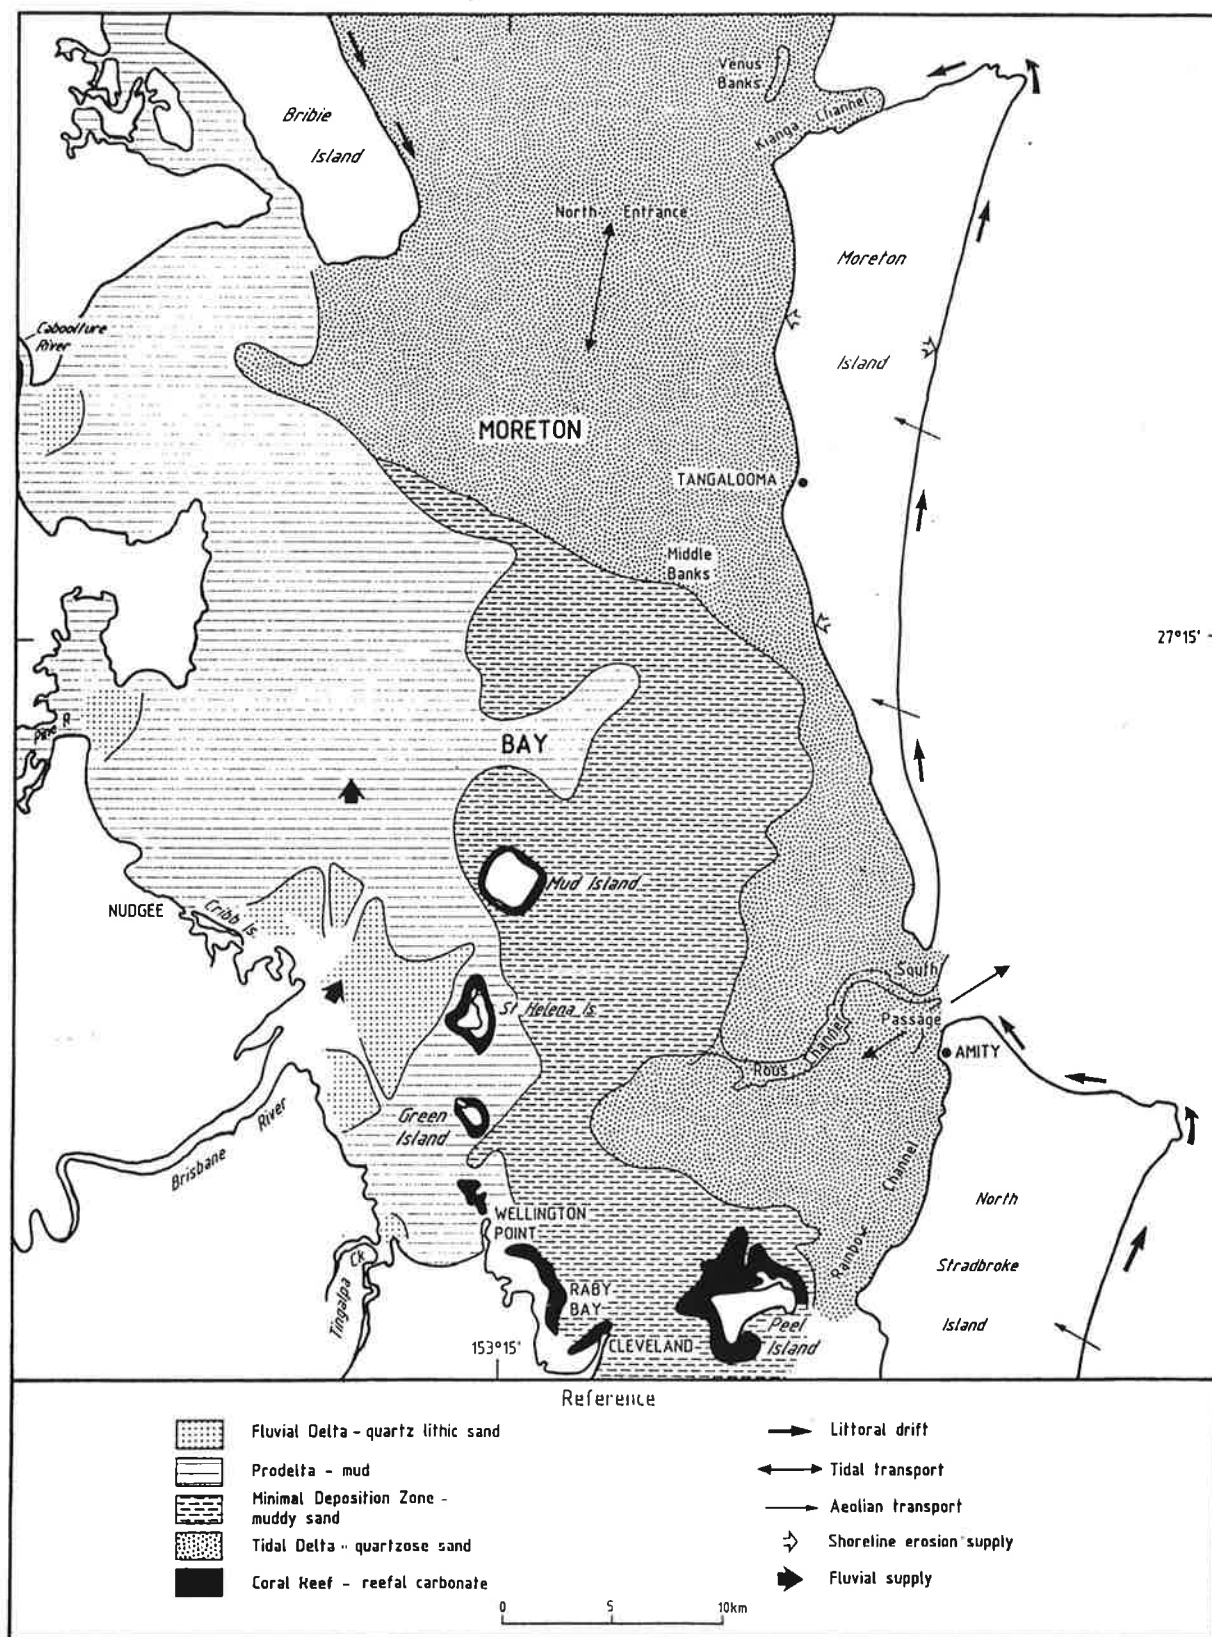 Venus
Banks
Kianga Channel
Bribie
Island
North Entrance
Moreton
Island
Caboolture
River
MORETON
TANGALOOMA
Middle
Banks
27°15'
Pine R
BAY
Mud Island
NUDGEE
Cribb Is.
South
Passage
St Helena Is.
Rous Channel
AMITY
Green
Island
Brisbane River
Rainbow Channel
WELLINGTON
POINT
North
Stradbroke
Island
Tingalpa Ck
RABY
BAY
Peel
Island
153°15'
CLEVELAND
Reference
Fluvial Delta - quartz lithic sand
Prodelta - mud
Minimal Deposition Zone -
muddy sand
Tidal Delta - quartzose sand
Coral Reef - reefal carbonate
Littoral drift
Tidal transport
Aeolian transport
Shoreline erosion supply
Fluvial supply
0 5 10km